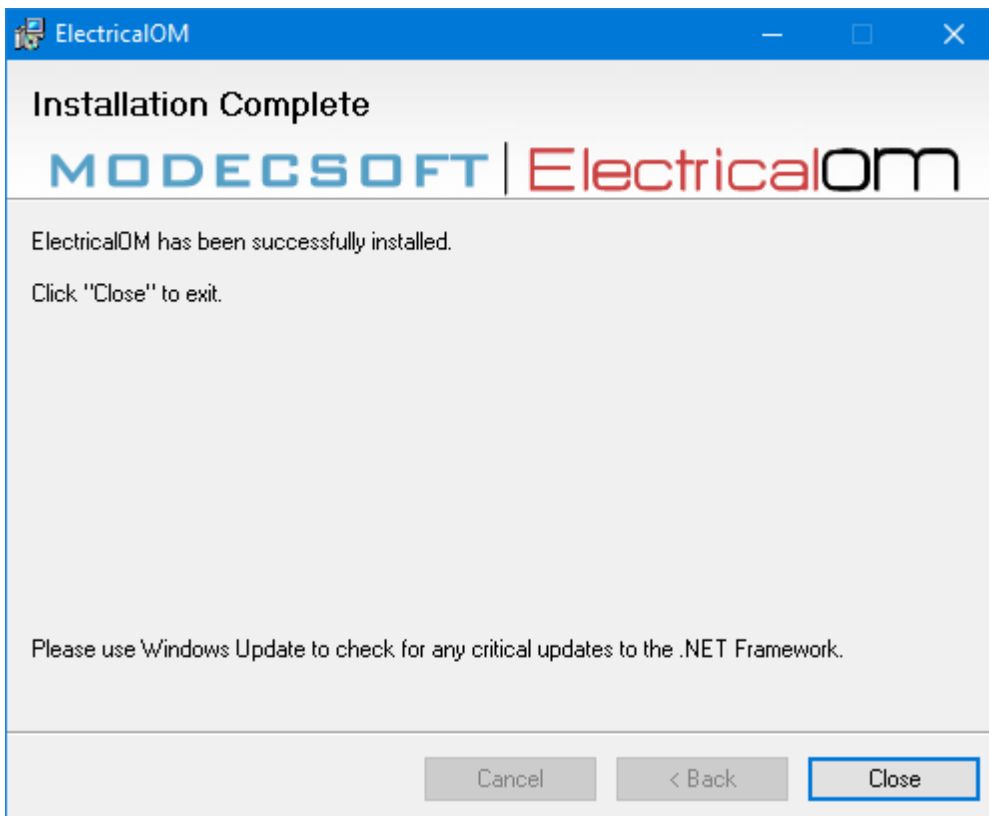 ElectricalOM
Installation Complete
MODECSOFT | ElectricalOM
ElectricalOM has been successfully installed.
Click "Close" to exit.
Please use Windows Update to check for any critical updates to the .NET Framework.
Cancel
< Back
Close